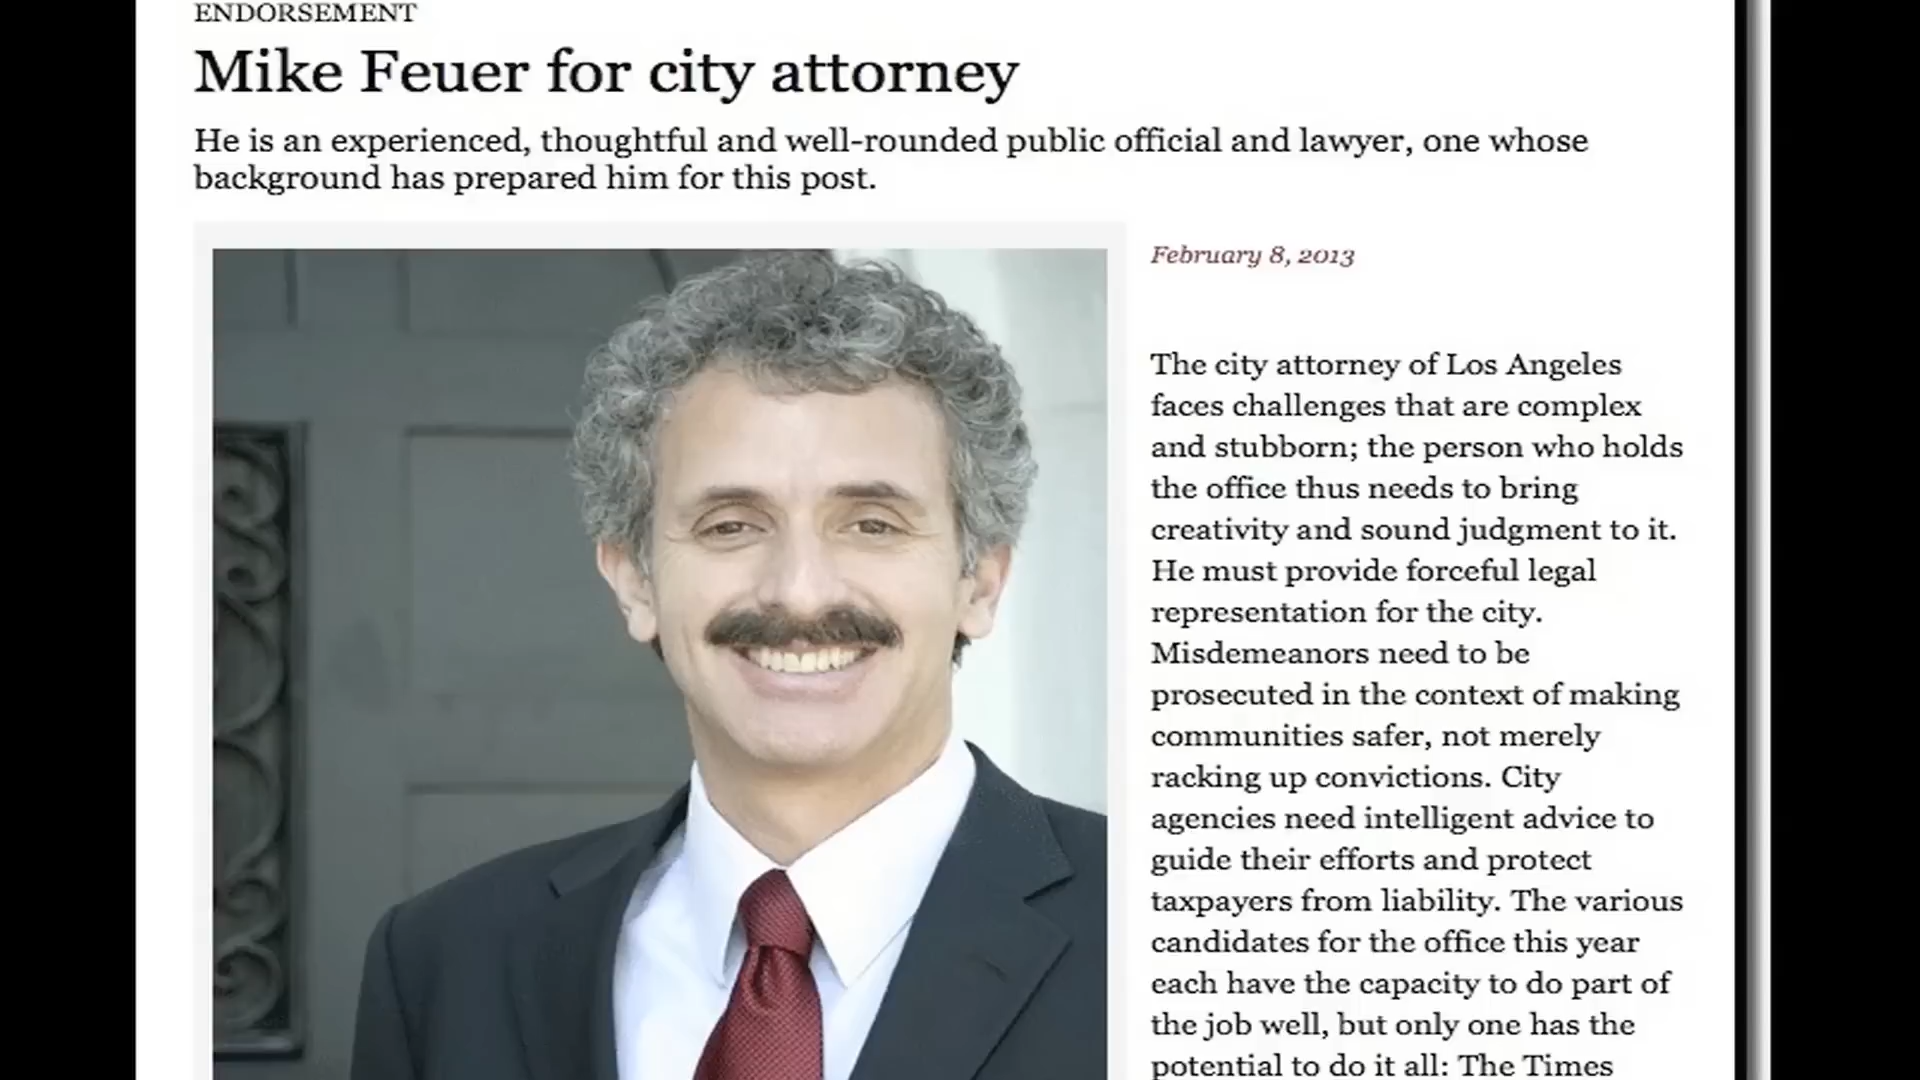 ENDORSEMENT
Mike Feuer for city attorney
He is an experienced, thoughtful and well-rounded public official and lawyer, one whose
background has prepared him for this post.
February 8, 2013
The city attorney of Los Angeles
faces challenges that are complex
and stubborn; the person who holds
the office thus needs to bring
creativity and sound judgment to it.
He must provide forceful legal
representation for the city.
Misdemeanors need to be
prosecuted in the context of making
communities safer, not merely
racking up convictions. City
agencies need intelligent advice to
guide their efforts and protect
taxpayers from liability. The various
candidates for the office this year
each have the capacity to do part of
the job well, but only one has the
potential to do it all: The Times